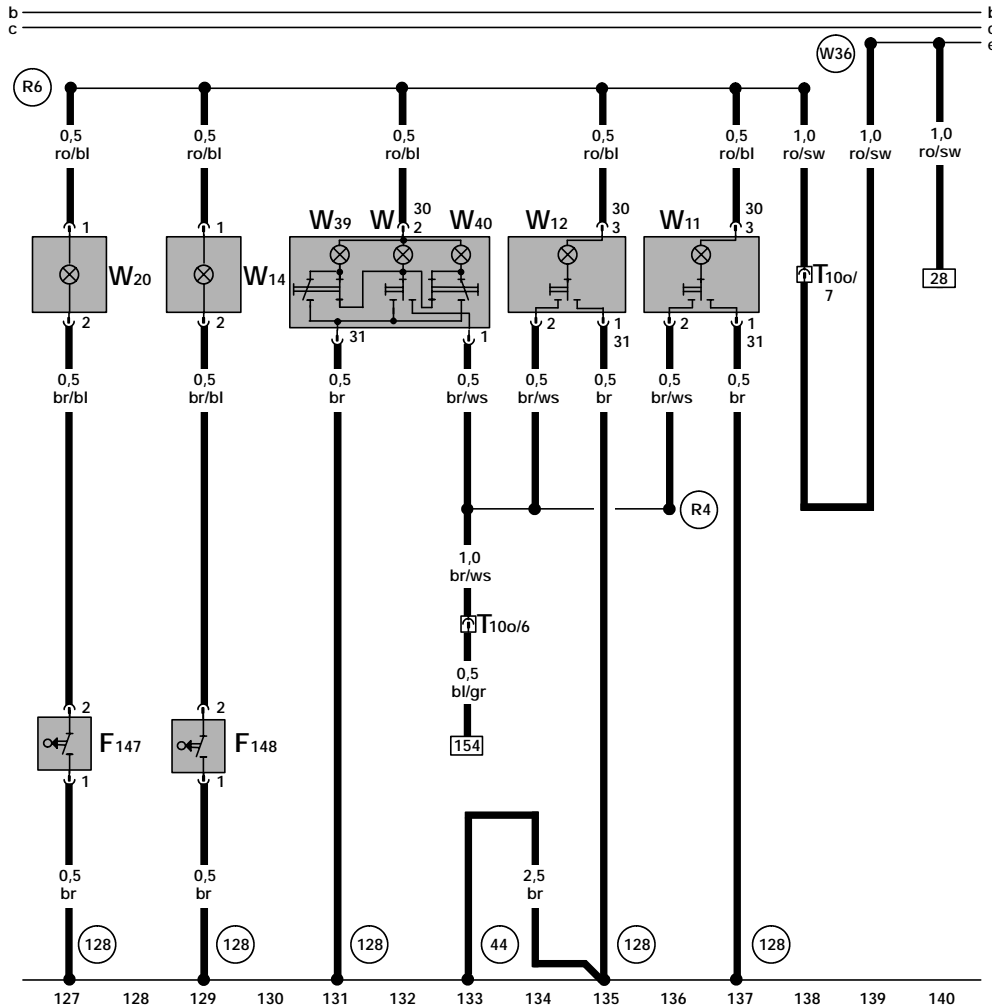 b b
c c
W36 e
R6
0,5 0,5 0,5 0,5 0,5 1,0 1,0 1,0
ro/bl ro/bl ro/bl ro/bl ro/bl ro/sw ro/sw ro/sw
W39 W 30 W40 W12 30 W11 30
1 1 2 3 3
W20 W14 T10o/ 28
7
2 2 31 1 2 1 2 1
31 31
0,5 0,5 0,5 0,5 0,5 0,5 0,5 0,5
br/bl br/bl br br/ws br/ws br br/ws br
R4
1,0
br/ws
T10o/6
0,5
bl/gr
2 2
F147 F148 154
1 1
0,5 0,5 2,5
br br br
128 128 128 44 128 128
127 128 129 130 131 132 133 134 135 136 137 138 139 140